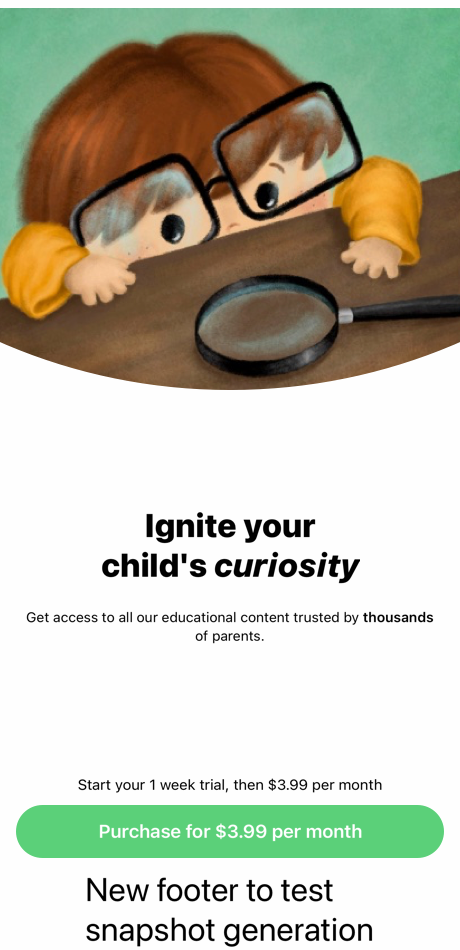 Ignite your
child's curiosity
Get access to all our educational content trusted by thousands
of parents.
Start your 1 week trial, then $3.99 per month
Purchase for $3.99 per month
New footer to test
snapshot generation